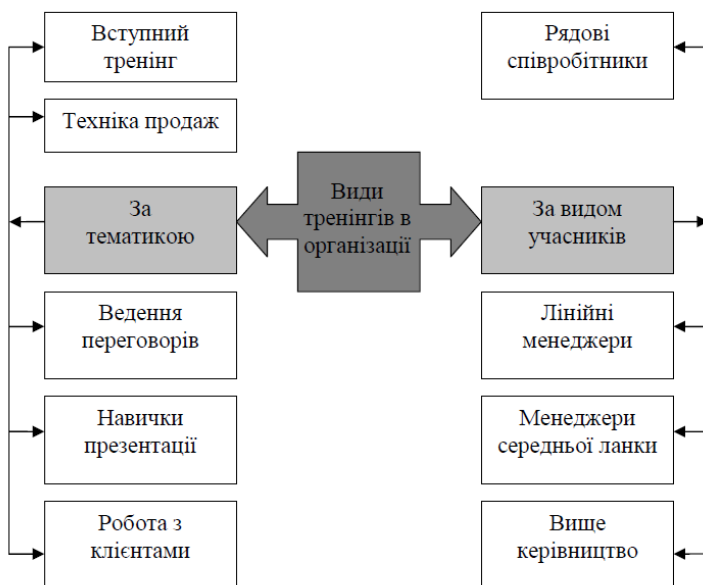 Вступний
тренінг
Техніка продаж
За
тематикою
Ведення
переговорів
Навички
презентації
Робота з
клієнтами
Види
тренінгів в
організації
Рядові
співробітники
За видом
учасників
Лінійні
менеджери
Менеджери
середньої ланки
Вище
керівництво